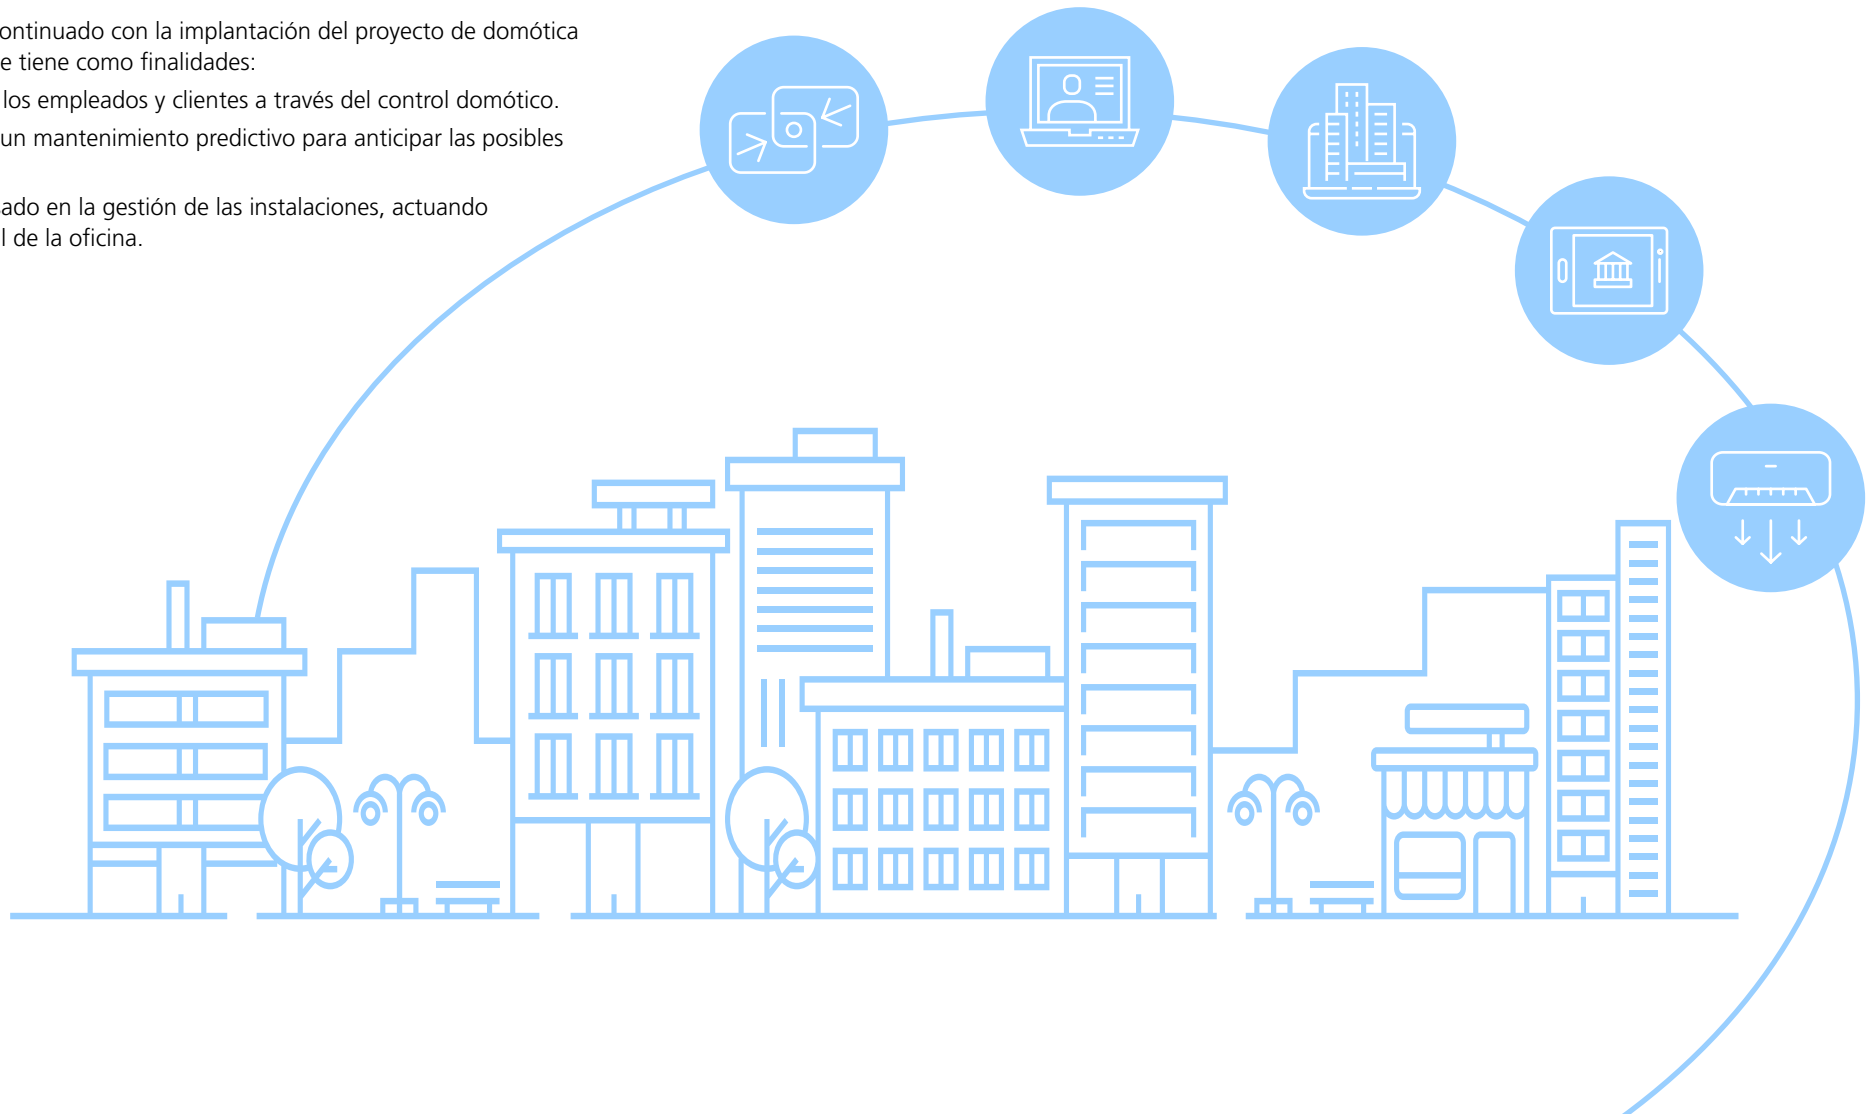 ontinuado con la implantación del proyecto de domótica
e tiene como finalidades:
los empleados y clientes a través del control domótico.
un mantenimiento predictivo para anticipar las posibles
ado en la gestión de las instalaciones, actuando
l de la oficina.